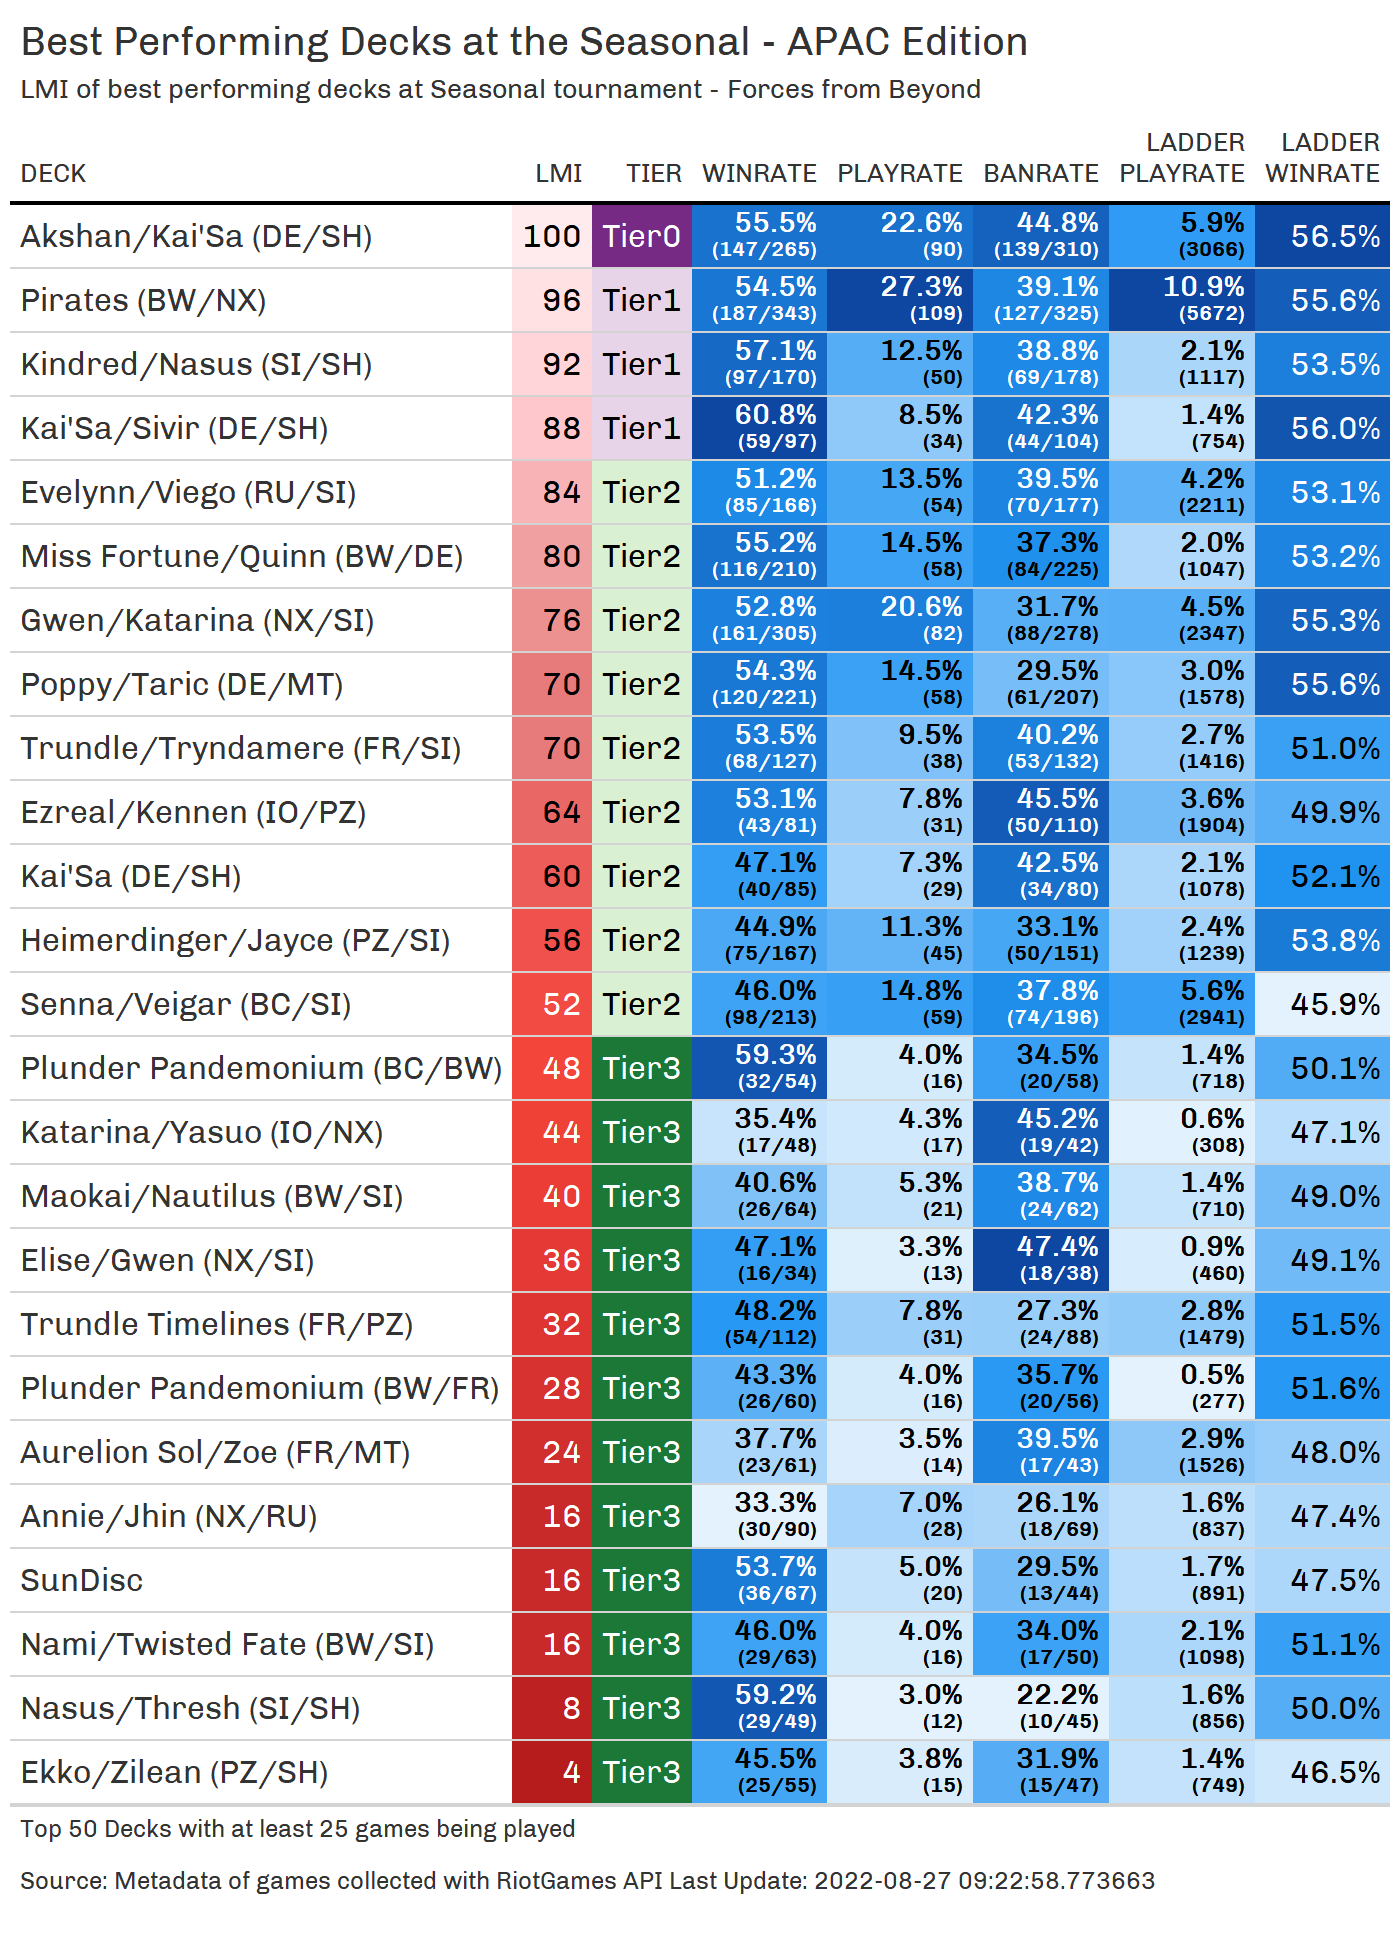 Best Performing Decks at the Seasonal - APAC Edition
LMI of best performing decks at Seasonal tournament - Forces from Beyond
LADDER LADDER
DECK LMI TIER WINRATE PLAYRATE BANRATE PLAYRATE WINRATE
Akshan/Kai'Sa (DE/SH) 100 Tier0 55.5% 22.6% 44.8% 5.9% 56.5%
(147/265) (90) (139/310) (3066)
Pirates (BW/NX) 96 Tier1 54.5% 27.3% 39.1% 10.9% 55.6%
(187/343) (109) (127/325) (5672)
Kindred/Nasus (SI/SH) 92 Tier1 57.1% 12.5% 38.8% 2.1% 53.5%
(97/170) (50) (69/178) (1117)
Kai'Sa/Sivir (DE/SH) 88 Tier1 60.8% 8.5% 42.3% 1.4% 56.0%
(59/97) (34) (44/104) (754)
Evelynn/Viego (RU/SI) 84 Tier2 51.2% 13.5% 39.5% 4.2% 53.1%
(85/166) (54) (70/177) (2211)
Miss Fortune/Quinn (BW/DE) 80 Tier2 55.2% 14.5% 37.3% 2.0% 53.2%
(116/210) (58) (84/225) (1047)
Gwen/Katarina (NX/SI) 76 Tier2 52.8% 20.6% 31.7% 4.5% 55.3%
(161/305) (82) (88/278) (2347)
Poppy/Taric (DE/MT) 70 Tier2 54.3% 14.5% 29.5% 3.0% 55.6%
(120/221) (58) (61/207) (1578)
Trundle/Tryndamere (FR/SI) 70 Tier2 53.5% 9.5% 40.2% 2.7% 51.0%
(68/127) (38) (53/132) (1416)
Ezreal/Kennen (IO/PZ) 64 Tier2 53.1% 7.8% 45.5% 3.6% 49.9%
(43/81) (31) (50/110) (1904)
Kai'Sa (DE/SH) 60 Tier2 47.1% 7.3% 42.5% 2.1% 52.1%
(40/85) (29) (34/80) (1078)
Heimerdinger/Jayce (PZ/SI) 56 Tier2 44.9% 11.3% 33.1% 2.4% 53.8%
(75/167) (45) (50/151) (1239)
Senna/Veigar (BC/SI) 52 Tier2 46.0% 14.8% 37.8% 5.6% 45.9%
(98/213) (59) (74/196) (2941)
Plunder Pandemonium (BC/BW) 48 Tier3 59.3% 4.0% 34.5% 1.4% 50.1%
(32/54) (16) (20/58) (718)
Katarina/Yasuo (IO/NX) 44 Tier3 35.4% 4.3% 45.2% 0.6% 47.1%
(17/48) (17) (19/42) (308)
Maokai/Nautilus (BW/SI) 40 Tier3 40.6% 5.3% 38.7% 1.4% 49.0%
(26/64) (21) (24/62) (710)
Elise/Gwen (NX/SI) 36 Tier3 47.1% 3.3% 47.4% 0.9% 49.1%
(16/34) (13) (18/38) (460)
Trundle Timelines (FR/PZ) 32 Tier3 48.2% 7.8% 27.3% 2.8% 51.5%
(54/112) (31) (24/88) (1479)
Plunder Pandemonium (BW/FR) 28 Tier3 43.3% 4.0% 35.7% 0.5% 51.6%
(26/60) (16) (20/56) (277)
Aurelion Sol/Zoe (FR/MT) 24 Tier3 37.7% 3.5% 39.5% 2.9% 48.0%
(23/61) (14) (17/43) (1526)
Annie/Jhin (NX/RU) 16 Tier3 33.3% 7.0% 26.1% 1.6% 47.4%
(30/90) (28) (18/69) (837)
SunDisc 16 Tier3 53.7% 5.0% 29.5% 1.7% 47.5%
(36/67) (20) (13/44) (891)
Nami/Twisted Fate (BW/SI) 16 Tier3 46.0% 4.0% 34.0% 2.1% 51.1%
(29/63) (16) (17/50) (1098)
Nasus/Thresh (SI/SH) 8 Tier3 59.2% 3.0% 22.2% 1.6% 50.0%
(29/49) (12) (10/45) (856)
Ekko/Zilean (PZ/SH) 4 Tier3 45.5% 3.8% 31.9% 1.4% 46.5%
(25/55) (15) (15/47) (749)
Top 50 Decks with at least 25 games being played
Source: Metadata of games collected with RiotGames API Last Update: 2022-08-27 09:22:58.773663